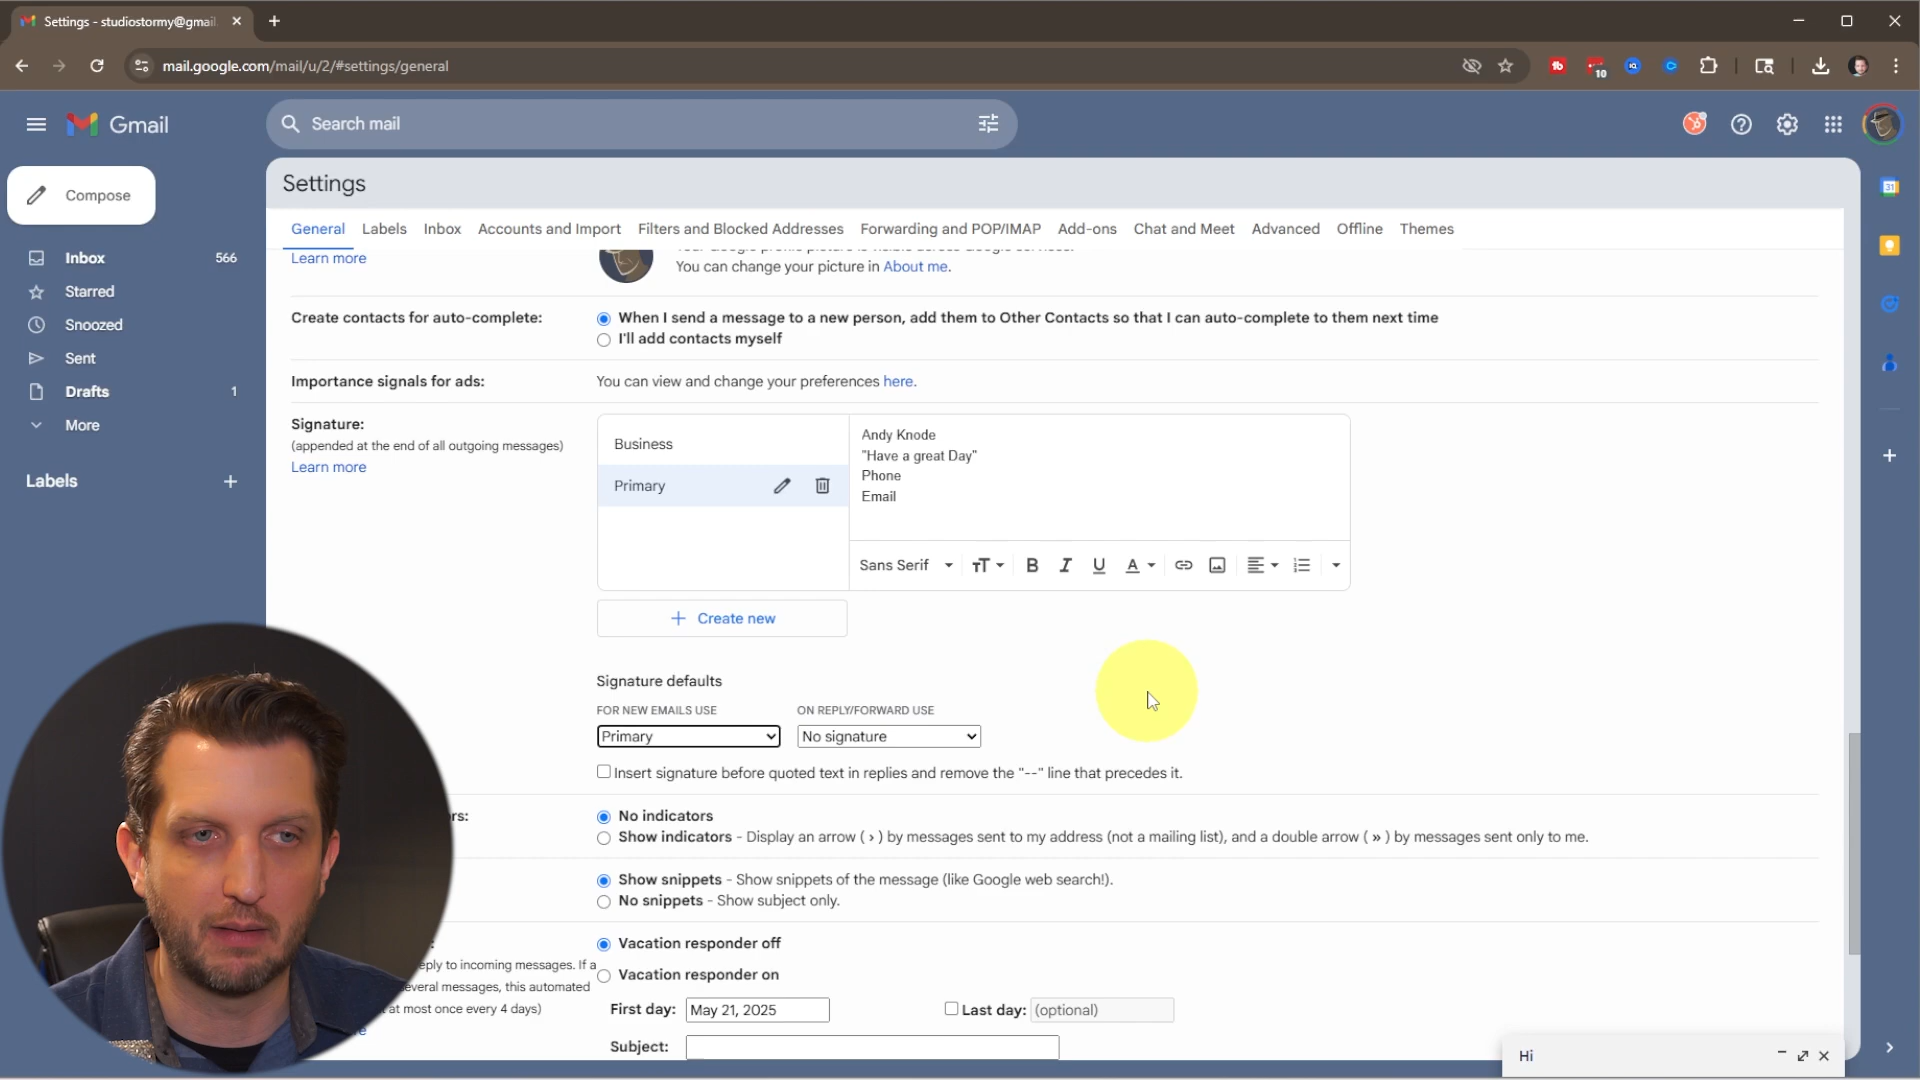 Settings - studiostormy@gmail.
mail.google.com/mail/u/2/#settings/general
10
Gmail
Search mail
31
Compose
Inbox 566
Starred
Snoozed
Sent
Drafts 1
More
Labels
Settings
General Labels Inbox Accounts and Import Filters and Blocked Addresses Forwarding and POP/IMAP Add-ons Chat and Meet Advanced Offline Themes
Learn more
Your Google profile picture is visible across Google services.
You can change your picture in About me.
Create contacts for auto-complete:
When I send a message to a new person, add them to Other Contacts so that I can auto-complete to them next time
I'll add contacts myself
Importance signals for ads:
You can view and change your preferences here.
Signature:
(appended at the end of all outgoing messages)
Learn more
Business
Primary
Andy Knode
"Have a great Day"
Phone
Email
Sans Serif
Create new
Signature defaults
FOR NEW EMAILS USE ON REPLY/FORWARD USE
Primary No signature
Insert signature before quoted text in replies and remove the "--" line that precedes it.
rs:
No indicators
Show indicators - Display an arrow ( › ) by messages sent to my address (not a mailing list), and a double arrow ( » ) by messages sent only to me.
Show snippets - Show snippets of the message (like Google web search!).
No snippets - Show subject only.
:
eply to incoming messages. If a
everal messages, this automated
at most once every 4 days)
Vacation responder off
Vacation responder on
First day: May 21, 2025 Last day: (optional)
Subject:
Hi